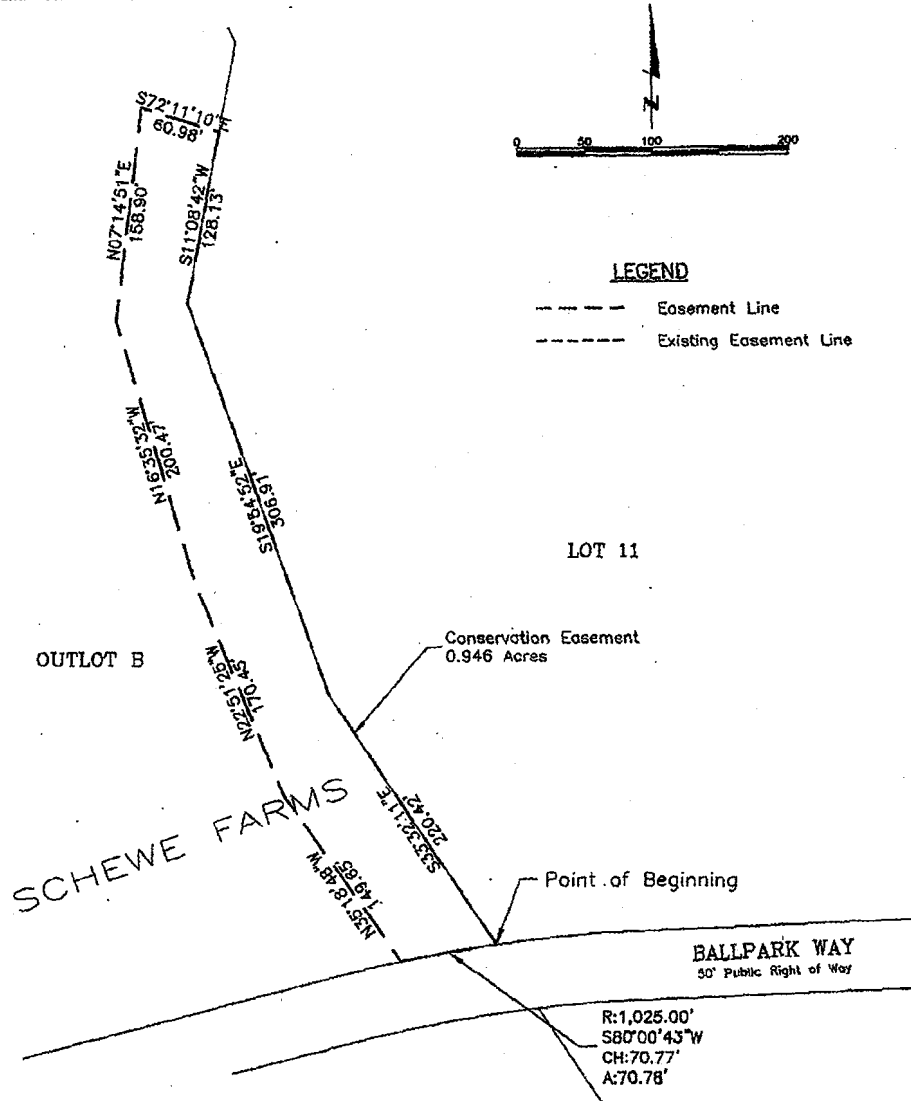 S72°11'10"E
60.98'
N
0 50 100 200
N07°14'51"E
158.90'
S11°08'42"W
128.13'
LEGEND
Easement Line
Existing Easement Line
N16°35'32"W
200.47'
S19°54'52"E
306.91'
LOT 11
Conservation Easement
0.946 Acres
OUTLOT B
N22°51'25"W
170.45'
S33°32'11"E
220.42'
SCHEWE FARMS
N35°18'48"W
149.65'
Point of Beginning
BALLPARK WAY
50' Public Right of Way
R:1,025.00'
S80°00'43"W
CH:70.77'
A:70.78'